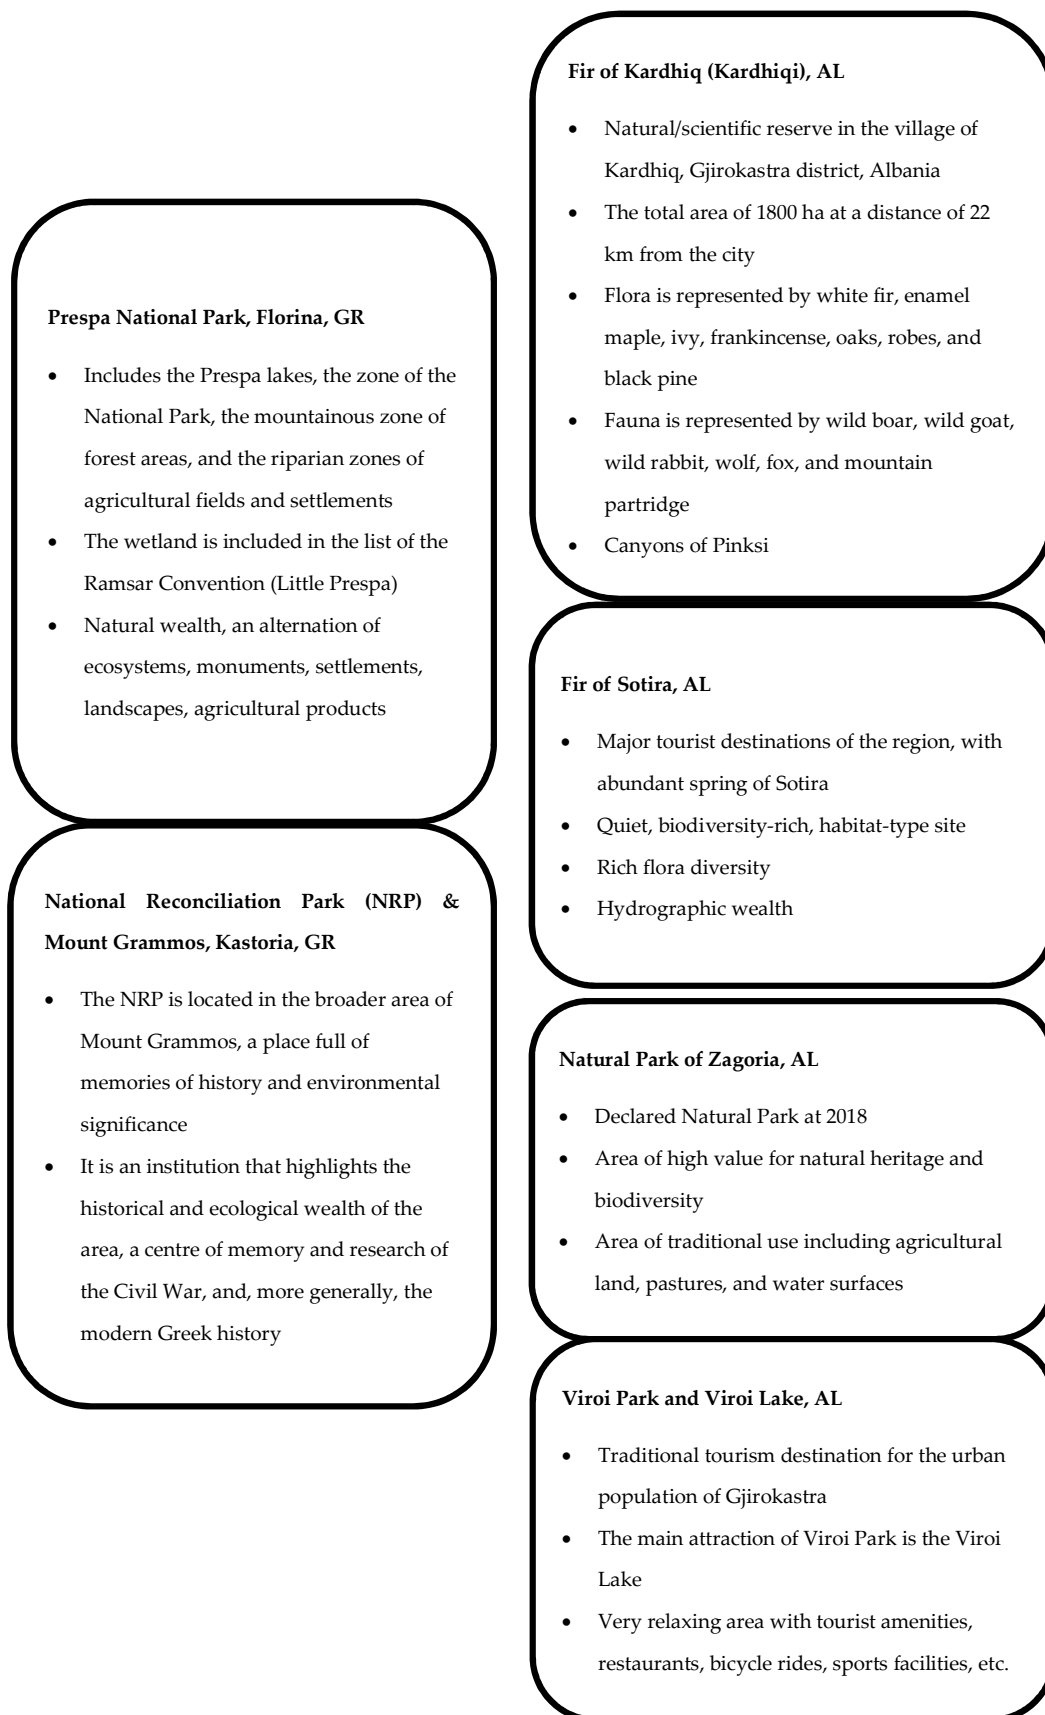 Prespa National Park, Florina, GR
• Includes the Prespa lakes, the zone of the
National Park, the mountainous zone of
forest areas, and the riparian zones of
agricultural fields and settlements
• The wetland is included in the list of the
Ramsar Convention (Little Prespa)
• Natural wealth, an alternation of
ecosystems, monuments, settlements,
landscapes, agricultural products
National Reconciliation Park (NRP) &
Mount Grammos, Kastoria, GR
• The NRP is located in the broader area of
Mount Grammos, a place full of
memories of history and environmental
significance
• It is an institution that highlights the
historical and ecological wealth of the
area, a centre of memory and research of
the Civil War, and, more generally, the
modern Greek history
Fir of Kardhiq (Kardhiqi), AL
• Natural/scientific reserve in the village of
Kardhiq, Gjirokastra district, Albania
• The total area of 1800 ha at a distance of 22
km from the city
• Flora is represented by white fir, enamel
maple, ivy, frankincense, oaks, robes, and
black pine
• Fauna is represented by wild boar, wild goat,
wild rabbit, wolf, fox, and mountain
partridge
• Canyons of Pinksi
Fir of Sotira, AL
• Major tourist destinations of the region, with
abundant spring of Sotira
• Quiet, biodiversity-rich, habitat-type site
• Rich flora diversity
• Hydrographic wealth
Natural Park of Zagoria, AL
• Declared Natural Park at 2018
• Area of high value for natural heritage and
biodiversity
• Area of traditional use including agricultural
land, pastures, and water surfaces
Viroi Park and Viroi Lake, AL
• Traditional tourism destination for the urban
population of Gjirokastra
• The main attraction of Viroi Park is the Viroi
Lake
• Very relaxing area with tourist amenities,
restaurants, bicycle rides, sports facilities, etc.